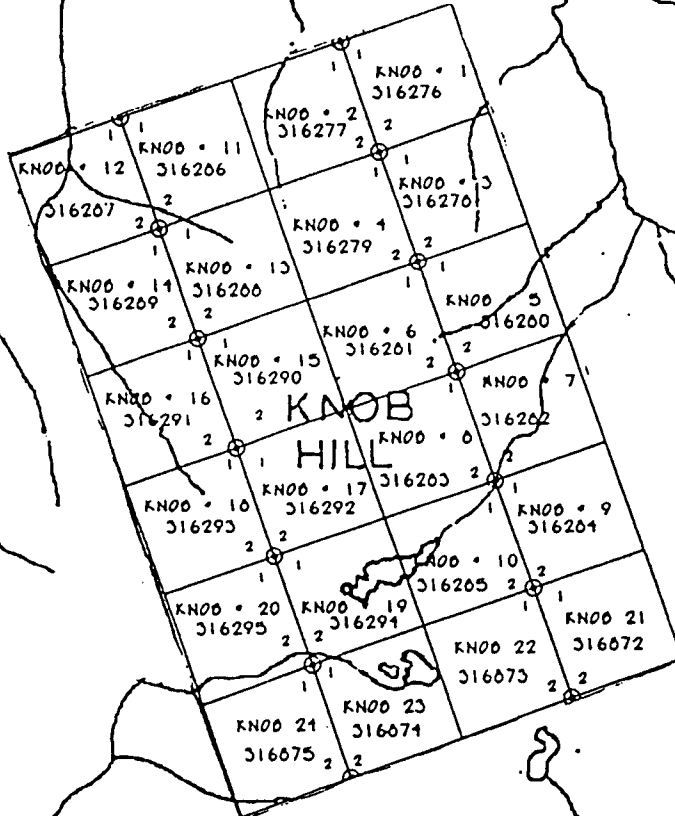 KNOB • 1
316276
KNOB • 2
316277
KNOB • 11
316286
KNOB • 12
316287
KNOB • 3
316278
KNOB • 4
316279
KNOB • 13
316288
KNOB • 14
316289
KNOB 5
316280
KNOB • 6
316281
KNOB • 15
316290
KNOB • 16
316291
KNOB • 7
316282
KNOB
HILL
KNOB • 8
316283
KNOB • 17
316292
KNOB • 18
316293
KNOB • 9
316284
KNOB • 10
316285
KNOB 19
316294
KNOB • 20
316295
KNOB 21
316872
KNOB 22
316873
KNOB 23
316874
KNOB 24
316875